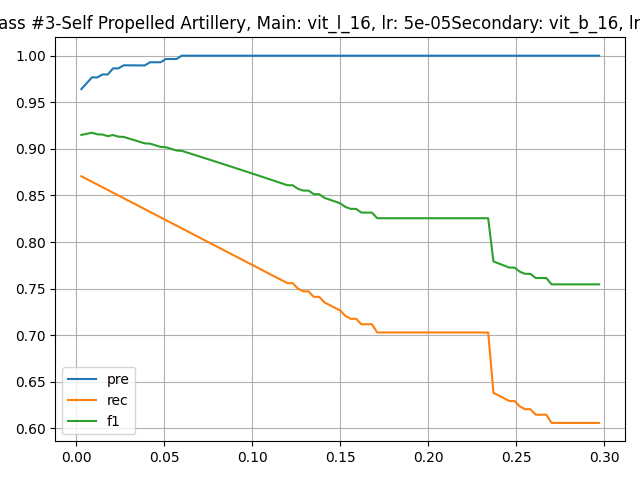 ass #3-Self Propelled Artillery, Main: vit_l_16, lr: 5e-05Secondary: vit_b_16, lr
1.00
0.95
0.90
0.85
0.80
0.75
0.70
0.65
0.60
pre
rec
f1
0.00 0.05 0.10 0.15 0.20 0.25 0.30